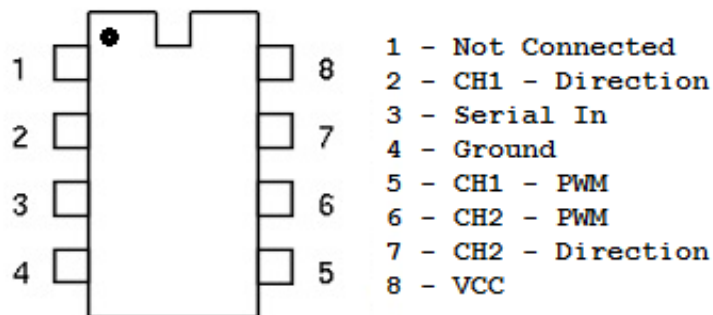 1 8
2 7
3 6
4 5
1 - Not Connected
2 - CH1 - Direction
3 - Serial In
4 - Ground
5 - CH1 - PWM
6 - CH2 - PWM
7 - CH2 - Direction
8 - VCC